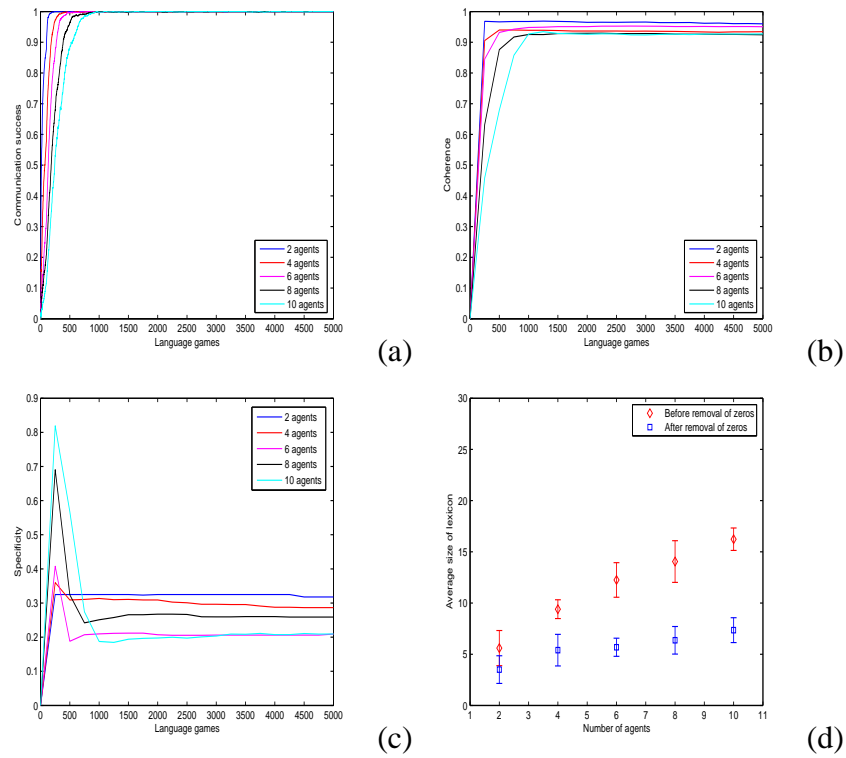 1
0.9
0.8
0.7
0.6
0.5
0.4
0.3
0.2
0.1
0
Communication success
0 500 1000 1500 2000 2500 3000 3500 4000 4500 5000
Language games
2 agents
4 agents
6 agents
8 agents
10 agents
(a)
1
0.9
0.8
0.7
0.6
0.5
0.4
0.3
0.2
0.1
0
Coherence
0 500 1000 1500 2000 2500 3000 3500 4000 4500 5000
Language games
2 agents
4 agents
6 agents
8 agents
10 agents
(b)
0.9
0.8
0.7
0.6
0.5
0.4
0.3
0.2
0.1
0
Specificity
0 500 1000 1500 2000 2500 3000 3500 4000 4500 5000
Language games
2 agents
4 agents
6 agents
8 agents
10 agents
(c)
30
25
20
15
10
5
0
Average size of lexicon
1 2 3 4 5 6 7 8 9 10 11
Number of agents
Before removal of zeros
After removal of zeros
(d)